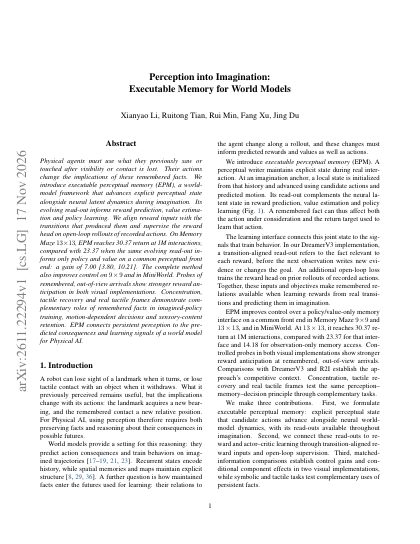 Perception into Imagination:
Executable Memory for World Models
Xianyao Li, Ruitong Tian, Rui Min, Fang Xu, Jing Du
arXiv:2611.22294v1 [cs.LG] 17 Nov 2026
Abstract
Physical agents must use what they previously saw or
touched after visibility or contact is lost. Their actions
change the implications of these remembered facts. We
introduce executable perceptual memory (EPM), a world-
model framework that advances explicit perceptual state
alongside neural latent dynamics during imagination. Its
evolving read-out informs reward prediction, value estima-
tion and policy learning. We align reward inputs with the
transitions that produced them and supervise the reward
head on open-loop rollouts of recorded actions. On Memory
Maze 13×13, EPM reaches 30.37 return at 1M interactions,
compared with 23.37 when the same evolving read-out in-
forms only policy and value on a common perceptual front
end: a gain of 7.00 [3.80, 10.21]. The complete method
also improves control on 9×9 and in MiniWorld. Probes of
remembered, out-of-view arrivals show stronger reward an-
ticipation in both visual implementations. Concentration,
tactile recovery and real tactile frames demonstrate comple-
mentary roles of remembered facts in imagined-policy
training, motion-dependent decisions and sensory-content
retention. EPM connects persistent perception to the pre-
dicted consequences and learning signals of a world model
for Physical AI.
1. Introduction
A robot can lose sight of a landmark when it turns, or lose
tactile contact with an object when it withdraws. What
it previously perceived remains useful, but the implications
change with its actions: the landmark acquires a new bear-
ing, and the remembered contact a new relative position.
For Physical AI, using perception therefore requires both
preserving facts and reasoning about their consequences in
possible futures.
World models provide a setting for this reasoning: they
predict action consequences and train behaviors on imag-
ined trajectories [17–19, 21, 23]. Recurrent states encode
history, while spatial memories and maps maintain explicit
structure [8, 29, 36]. A further question is how maintained
facts enter the futures used for learning: their relations to
the agent change along a rollout, and these changes must
inform predicted rewards and values as well as actions.
We introduce executable perceptual memory (EPM). A
perceptual writer maintains explicit state during real inter-
action. At an imagination anchor, a local state is initialized
from that history and advanced using candidate actions and
predicted motion. Its read-out complements the neural la-
tent state in reward prediction, value estimation and policy
learning (Fig. 1). A remembered fact can thus affect both
the action under consideration and the return target used to
learn that action.
The learning interface connects this joint state to the sig-
nals that train behavior. In our DreamerV3 implementation,
a transition-aligned read-out refers to the fact relevant to
each reward, before the next observation writes new evi-
dence or changes the goal. An additional open-loop loss
trains the reward head on prior rollouts of recorded actions.
Together, these inputs and objectives make remembered re-
lations available when learning rewards from real transitions
and predicting them in imagination.
EPM improves control over a policy/value-only memory
interface on a common front end in Memory Maze 9×9 and
13 × 13, and in MiniWorld. At 13 × 13, it reaches 30.37
return at 1M interactions, compared with 23.37 for that in-
terface and 14.18 for observation-only memory access. Con-
trolled probes in both visual implementations show stronger
reward anticipation at remembered, out-of-view arrivals.
Comparisons with DreamerV3 and R2I establish the ap-
proach's competitive context. Concentration, tactile recov-
ery and real tactile frames test the same perception–
memory–decision principle through complementary tasks.
We make three contributions. First, we formulate
executable perceptual memory: explicit perceptual state that
candidate actions advance alongside neural world-model
dynamics, with its read-outs available throughout
imagination. Second, we connect these read-outs to reward
and actor–critic learning through transition-aligned reward
inputs and open-loop supervision. Third, matched-
information comparisons establish control gains and con-
ditional component effects in two visual implementations,
while symbolic and tactile tasks test complementary uses of
persistent facts.
1